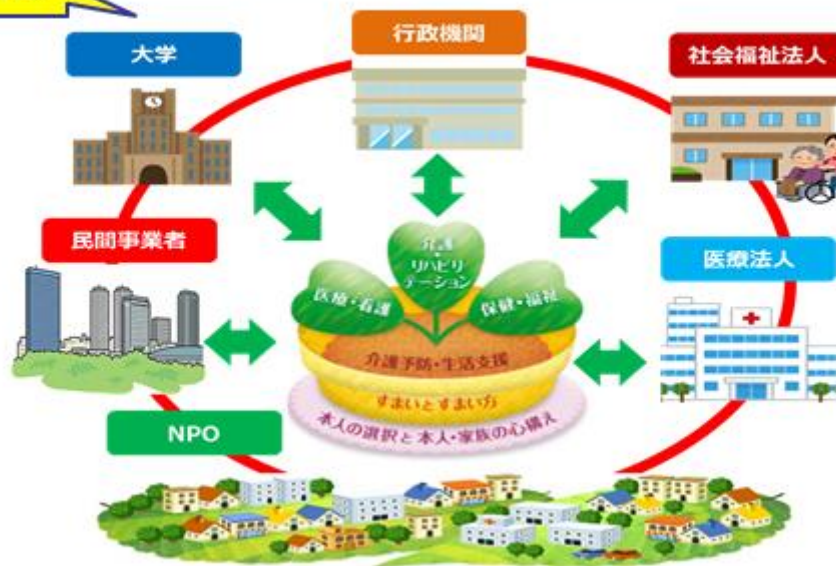 行政機関
大学
社会福祉法人
民間事業者
医療法人
介護
・
リハビリ
テーション
医療・看護
保健・福祉
介護予防・生活支援
すまいとすまい方
本人の選択と本人・家族の心構え
NPO